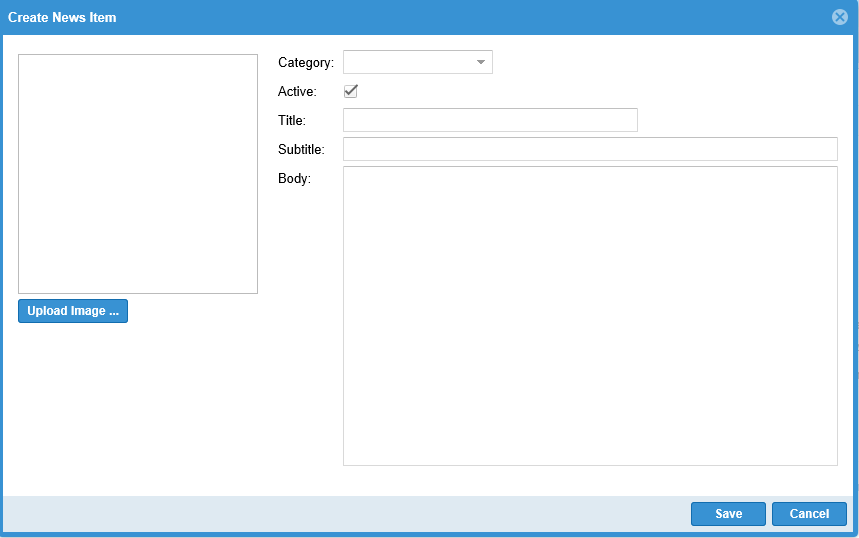 Create News Item
Category:
Active:
Title:
Subtitle:
Body:
Upload Image ...
Save
Cancel